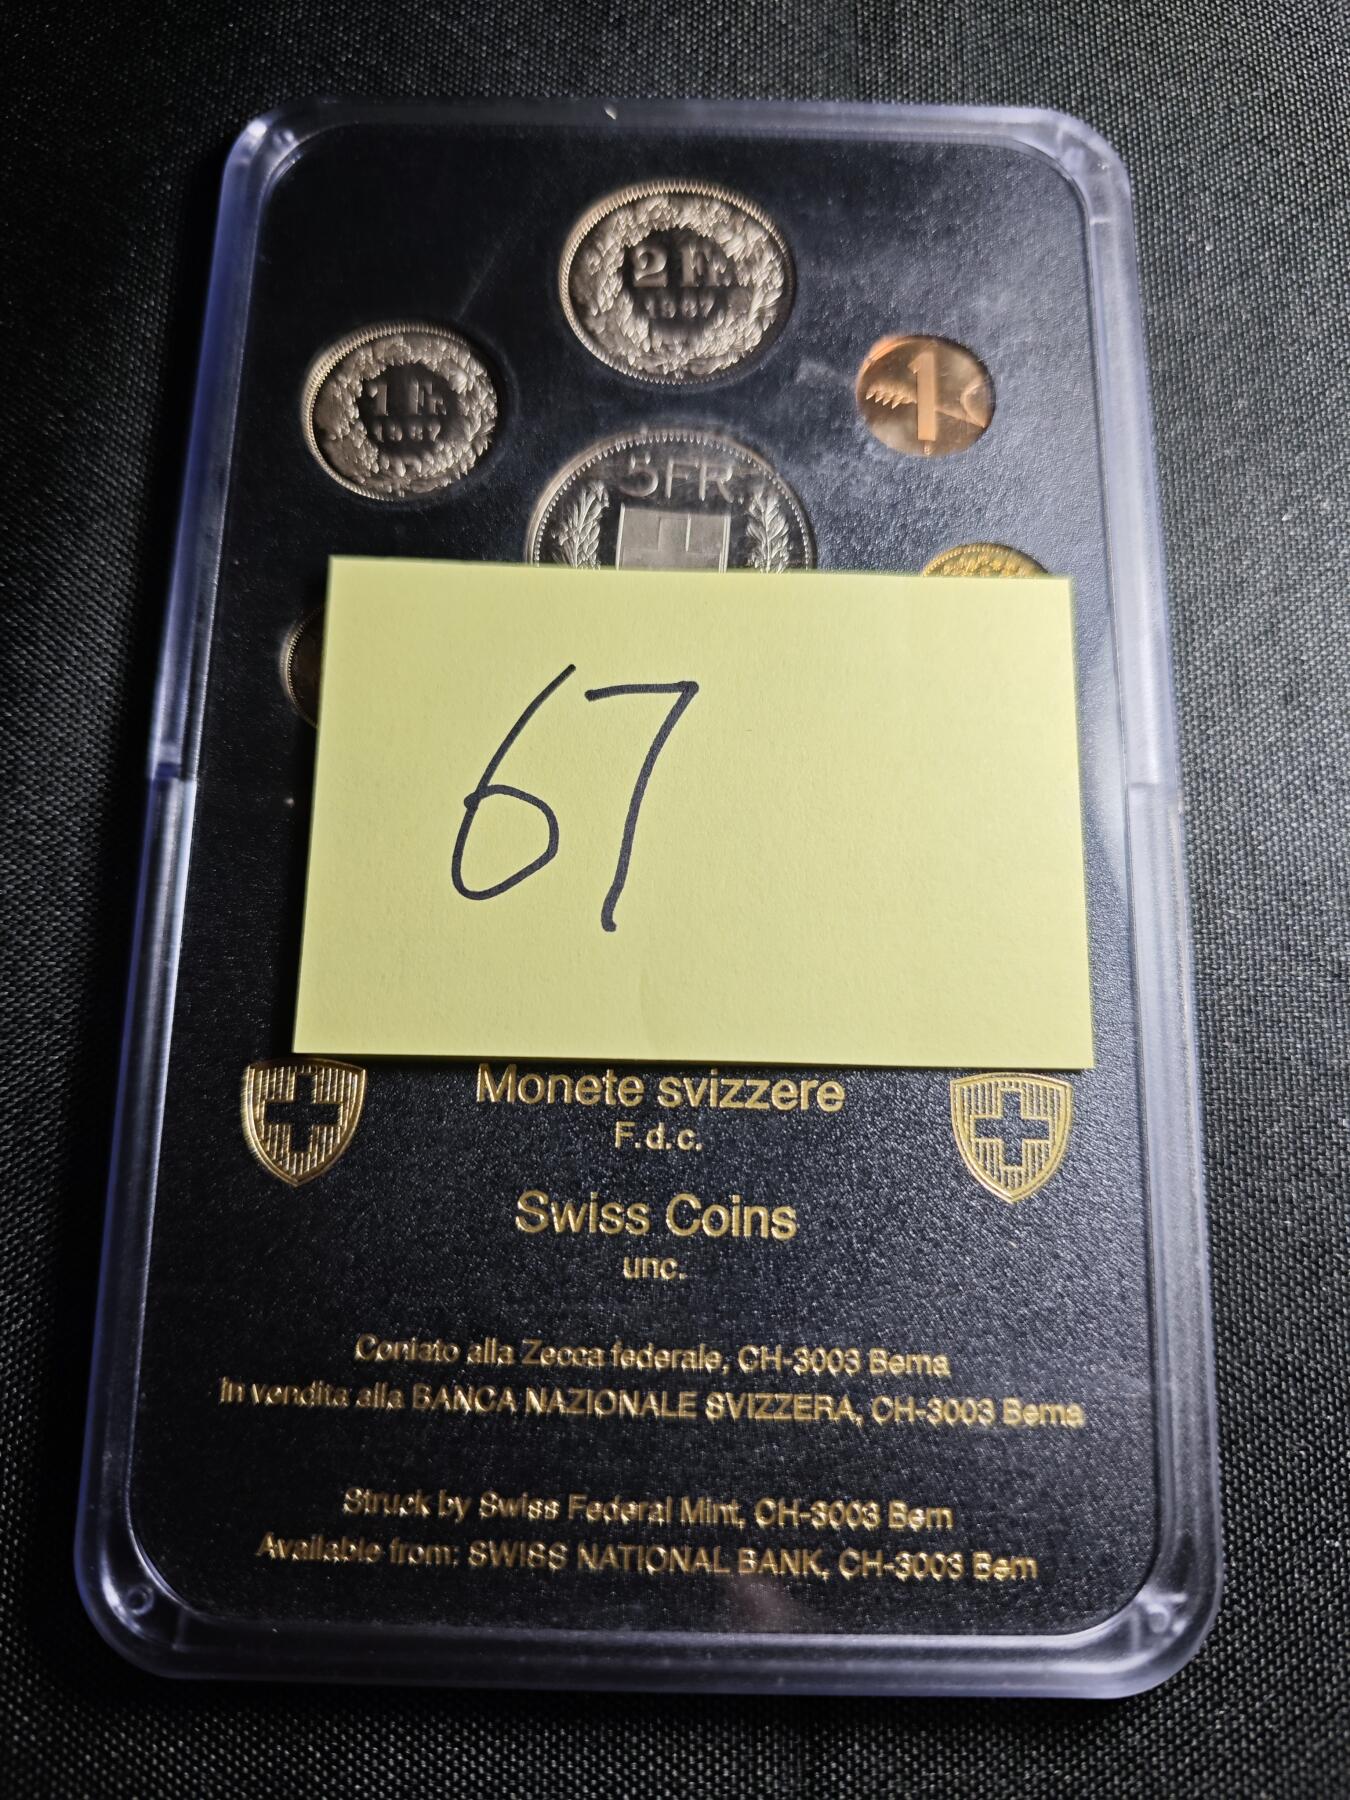 2 Fr.
1987
1 Fr.
1987
1
5 FR.
67
Monete svizzere
F.d.c.
Swiss Coins
unc.
Coniato alla Zecca federale, CH-3003 Berna
In vendita alla BANCA NAZIONALE SVIZZERA, CH-3003 Berna
Struck by Swiss Federal Mint, CH-3003 Bern
Available from: SWISS NATIONAL BANK, CH-3003 Bern